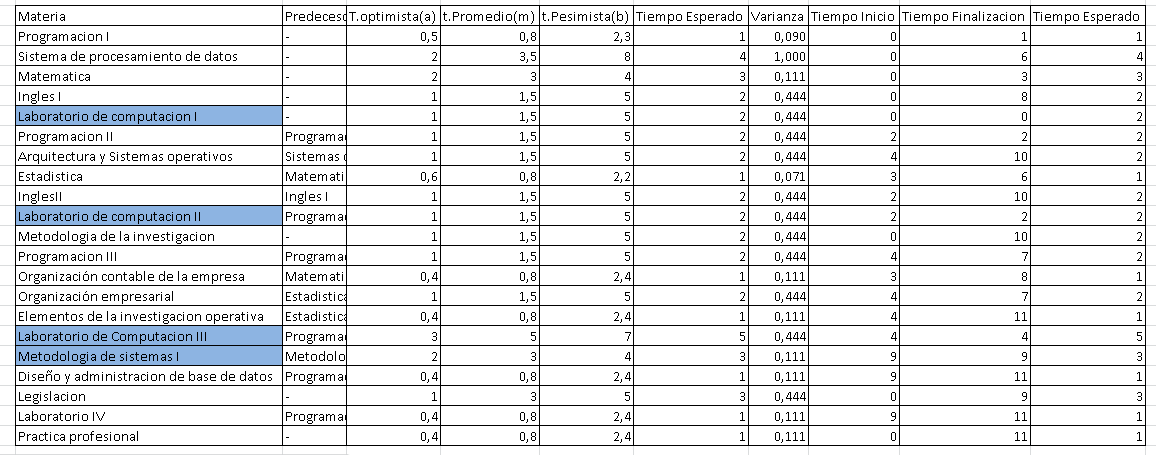 Materia Predeceso T.optimista(a) t.Promedio(m) t.Pesimista(b) Tiempo Esperado Varianza Tiempo Inicio Tiempo Finalizacion Tiempo Esperado
Programacion I - 0,5 0,8 2,3 1 0,090 0 1 1
Sistema de procesamiento de datos - 2 3,5 8 4 1,000 0 6 4
Matematica - 2 3 4 3 0,111 0 3 3
Ingles I - 1 1,5 5 2 0,444 0 8 2
Laboratorio de computacion I - 1 1,5 5 2 0,444 0 0 2
Programacion II Programac 1 1,5 5 2 0,444 2 2 2
Arquitectura y Sistemas operativos Sistemas d 1 1,5 5 2 0,444 4 10 2
Estadistica Matemati 0,6 0,8 2,2 1 0,071 3 6 1
InglesII Ingles I 1 1,5 5 2 0,444 2 10 2
Laboratorio de computacion II Programac 1 1,5 5 2 0,444 2 2 2
Metodologia de la investigacion - 1 1,5 5 2 0,444 0 10 2
Programacion III Programac 1 1,5 5 2 0,444 4 7 2
Organización contable de la empresa Matemati 0,4 0,8 2,4 1 0,111 3 8 1
Organización empresarial Estadistica 1 1,5 5 2 0,444 4 7 2
Elementos de la investigacion operativa Estadistica 0,4 0,8 2,4 1 0,111 4 11 1
Laboratorio de Computacion III Programac 3 5 7 5 0,444 4 4 5
Metodologia de sistemas I Metodolo 2 3 4 3 0,111 9 9 3
Diseño y administracion de base de datos Programac 0,4 0,8 2,4 1 0,111 9 11 1
Legislacion - 1 3 5 3 0,444 0 9 3
Laboratorio IV Programac 0,4 0,8 2,4 1 0,111 9 11 1
Practica profesional - 0,4 0,8 2,4 1 0,111 0 11 1